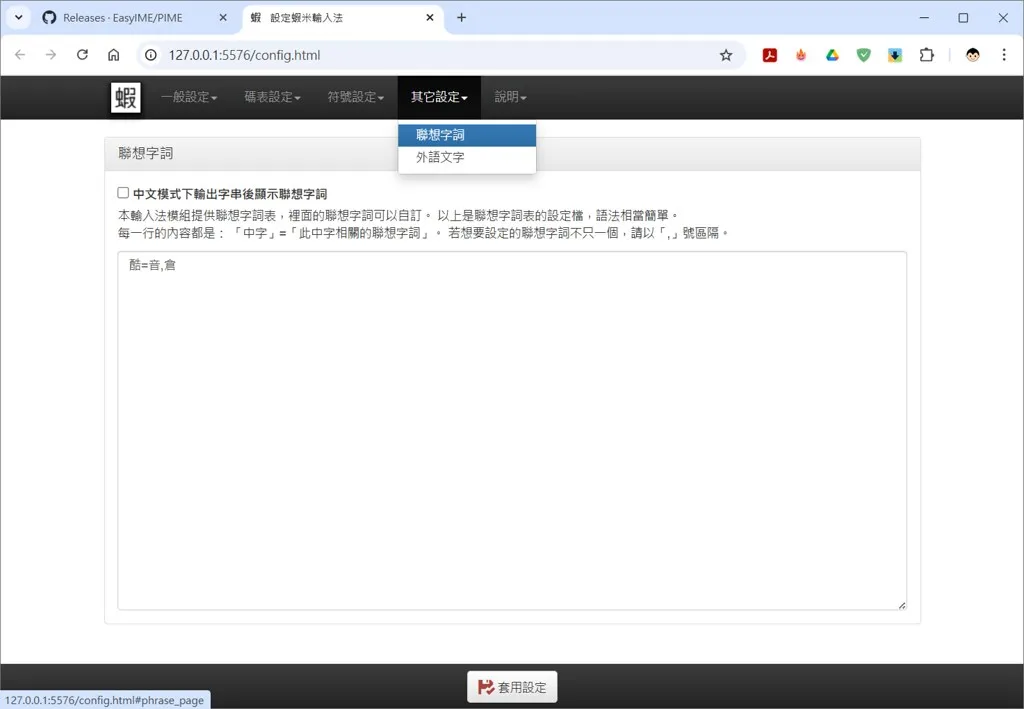 Releases · EasyIME/PIME
蝦 設定蝦米輸入法
127.0.0.1:5576/config.html
蝦 一般設定 碼表設定 符號設定 其它設定 說明
聯想字詞
外語文字
聯想字詞
中文模式下輸出字串後顯示聯想字詞
本輸入法模組提供聯想字詞表，裡面的聯想字詞可以自訂。 以上是聯想字詞表的設定檔，語法相當簡單。
每一行的內容都是： 「中字」=「此中字相關的聯想字詞」。 若想要設定的聯想字詞不只一個，請以「,」號區隔。
酷=音,倉
套用設定
127.0.0.1:5576/config.html#phrase_page